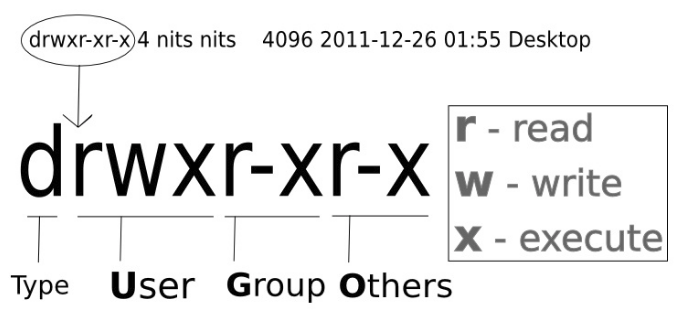 drwxr-xr-x 4 nits nits 4096 2011-12-26 01:55 Desktop
drwxr-xr-x
r - read
w - write
x - execute
Type User Group Others